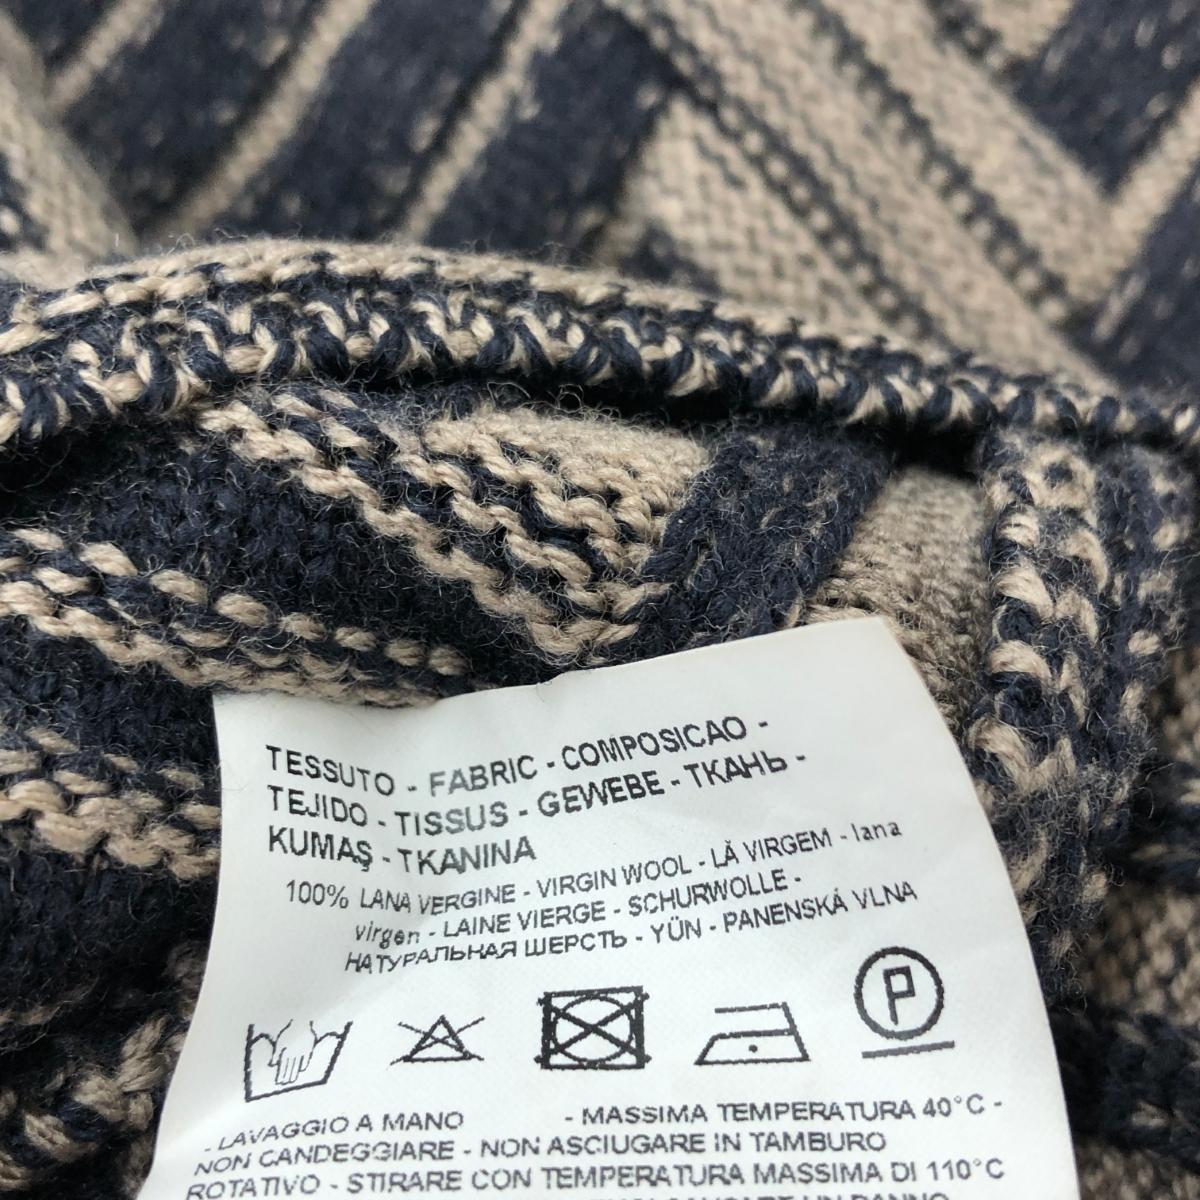 TESSUTO - FABRIC - COMPOSICAO -
TEJIDO - TISSUS - GEWEBE - ТКАНЬ -
KUMAŞ - TKANINA
100% LANA VERGINE - VIRGIN WOOL - LÃ VIRGEM - lana
virgen - LAINE VIERGE - SCHURWOLLE -
НАТУРАЛЬНАЯ ШЕРСТЬ - YÜN - PANENSKÁ VLNA
P
- LAVAGGIO A MANO - MASSIMA TEMPERATURA 40°C -
NON CANDEGGIARE - NON ASCIUGARE IN TAMBURO
ROTATIVO - STIRARE CON TEMPERATURA MASSIMA DI 110°C
UN PANNO